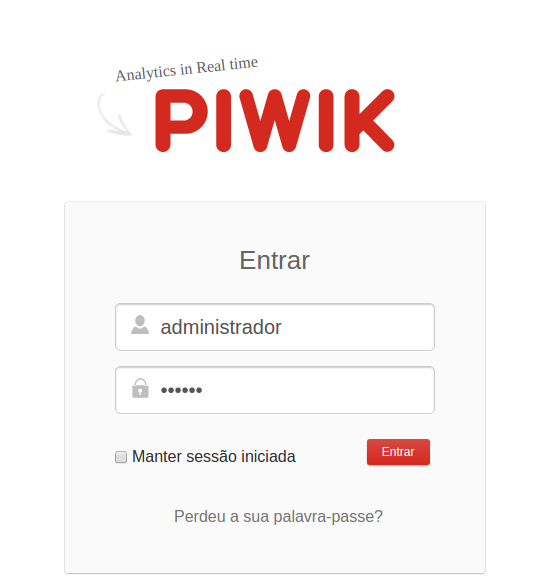 Analytics in Real time
PIWIK
Entrar
administrador
••••••
Manter sessão iniciada
Entrar
Perdeu a sua palavra-passe?